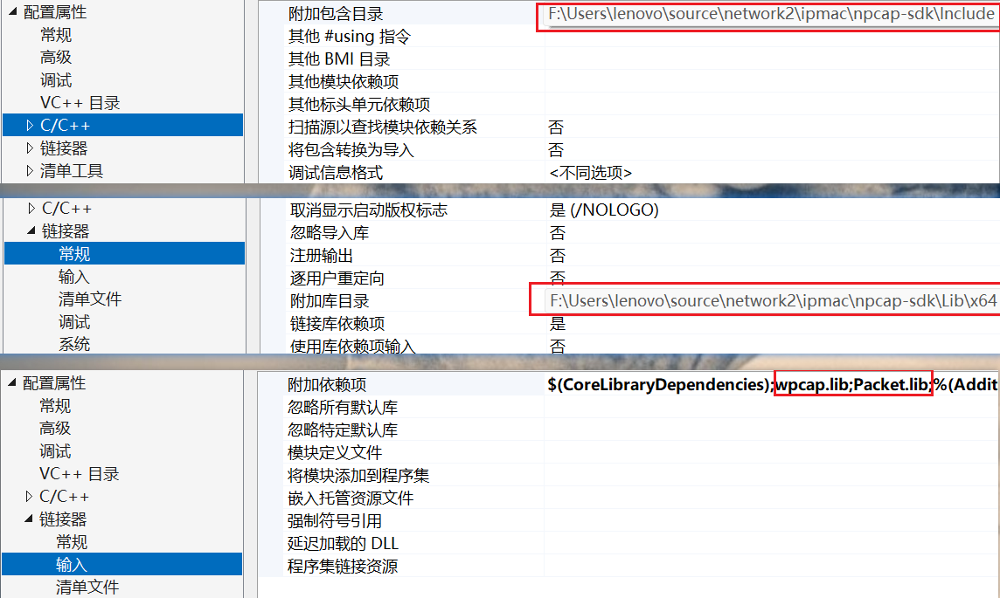 配置属性
常规
高级
调试
VC++ 目录
C/C++
链接器
清单工具
附加包含目录 F:\Users\lenovo\source\network2\ipmac\npcap-sdk\Include
其他 #using 指令
其他 BMI 目录
其他模块依赖项
其他标头单元依赖项
扫描源以查找模块依赖关系 否
将包含转换为导入 否
调试信息格式 <不同选项>
C/C++
链接器
常规
输入
清单文件
调试
系统
取消显示启动版权标志 是 (/NOLOGO)
忽略导入库 否
注册输出 否
逐用户重定向 否
附加库目录 F:\Users\lenovo\source\network2\ipmac\npcap-sdk\Lib\x64
链接库依赖项 是
使用库依赖项输入 否
配置属性
常规
高级
调试
VC++ 目录
C/C++
链接器
常规
输入
清单文件
附加依赖项 $(CoreLibraryDependencies);wpcap.lib;Packet.lib;%(Addit
忽略所有默认库
忽略特定默认库
模块定义文件
将模块添加到程序集
嵌入托管资源文件
强制符号引用
延迟加载的 DLL
程序集链接资源